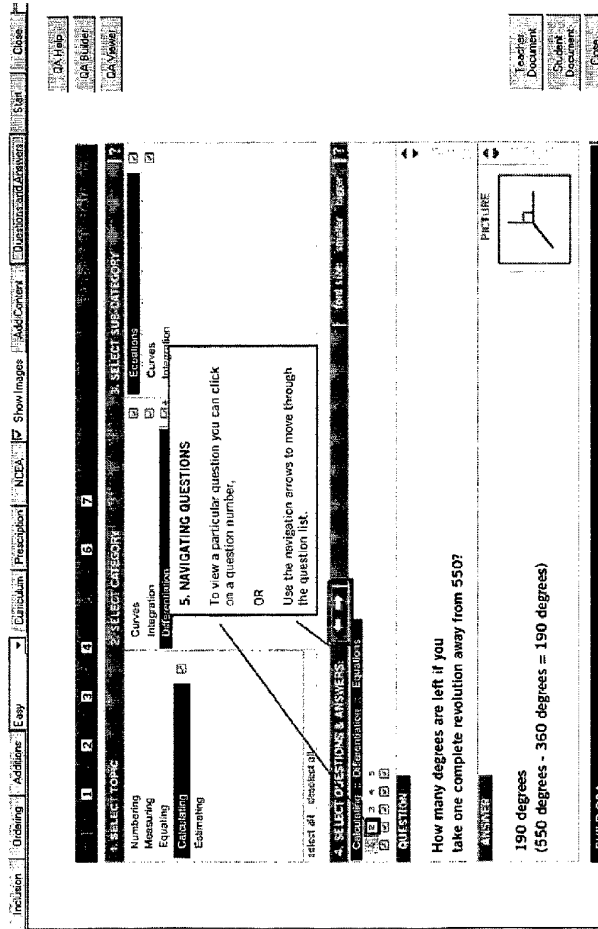 Inclusion Ordering Additions Easy Curriculum Prescription NCEA Show Images Add Content Questions and Answers Start Close
QA Help
QA Builder
QA Viewer
1 2 3 4 6 7
1. SELECT TOPIC
Numbering
Measuring
Equating
Calculating
Estimating
select all deselect all
2. SELECT CATEGORY
Curves
Integration
Differentiation
3. SELECT SUB-CATEGORY ?
Equations
Curves
Integration
5. NAVIGATING QUESTIONS
To view a particular question you can click
on a question number,
OR
Use the navigation arrows to move through
the question list.
4. SELECT QUESTIONS & ANSWERS: font size: smaller bigger ?
Calculating :: Differentiation :: Equations
2 3 4 5
QUESTION
How many degrees are left if you
take one complete revolution away from 550?
ANSWER
190 degrees
(550 degrees - 360 degrees = 190 degrees)
PICTURE
Teacher
Document
Student
Document
Close